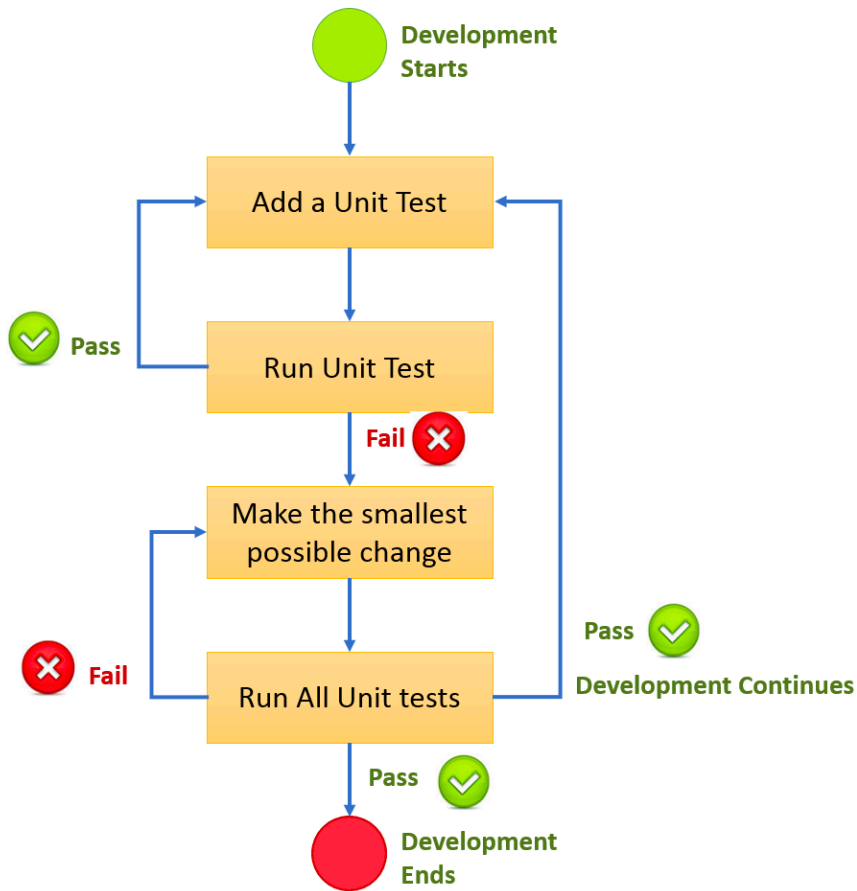 Development
Starts
Add a Unit Test
Pass
Run Unit Test
Fail
Make the smallest
possible change
Pass
Fail
Run All Unit tests
Development Continues
Pass
Development
Ends